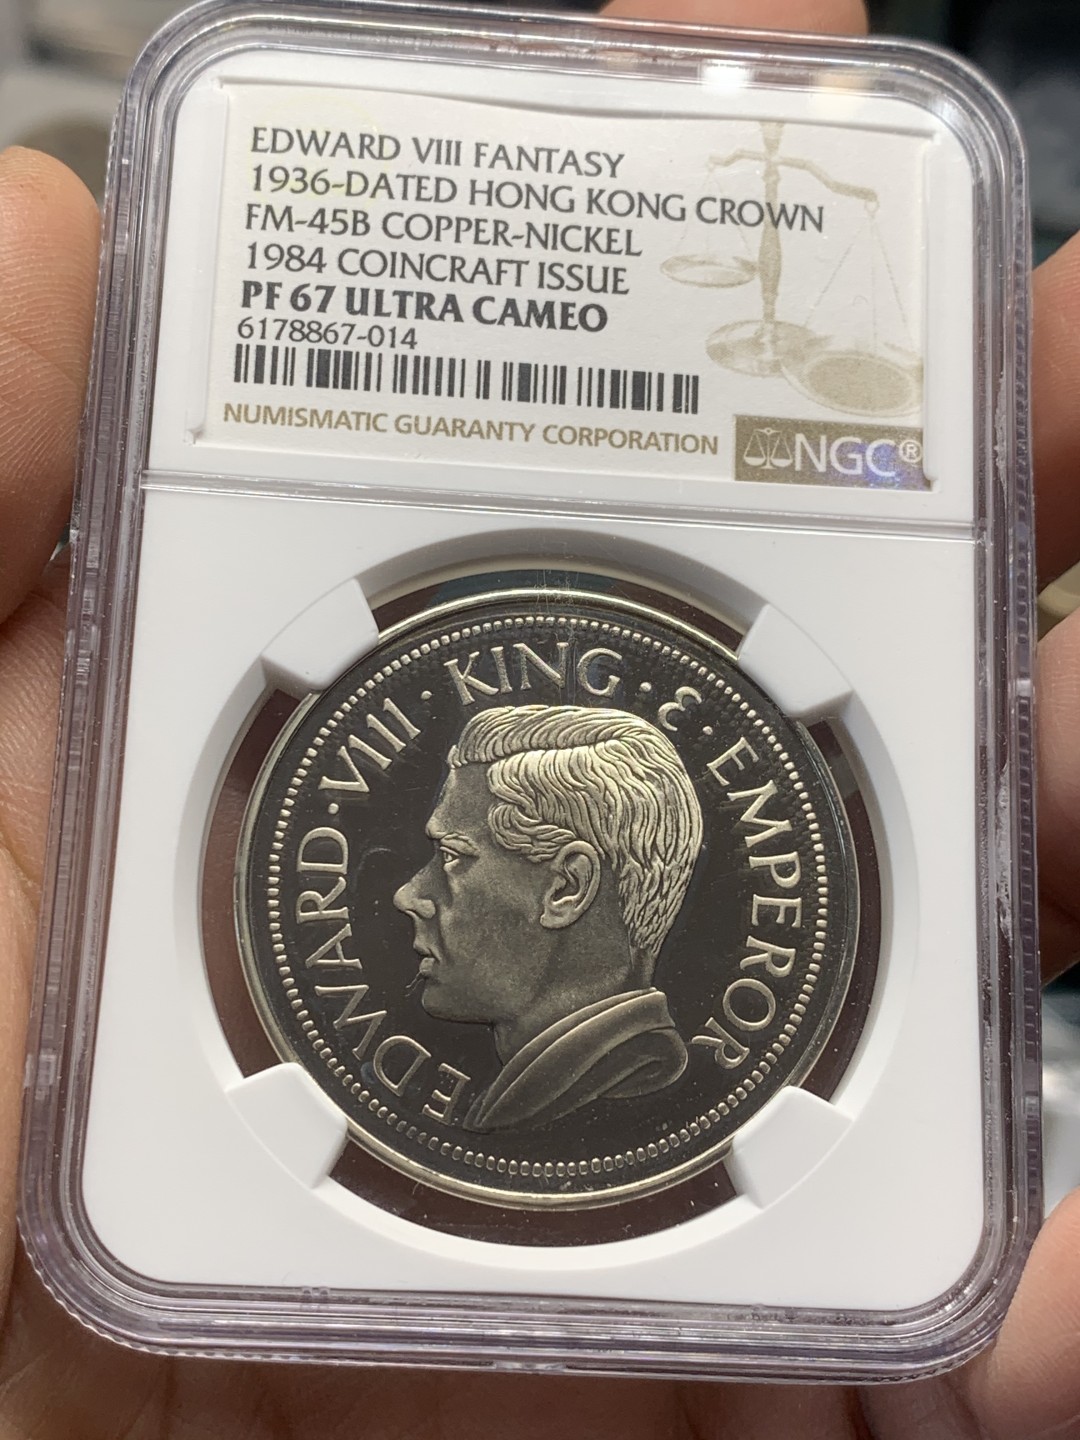 EDWARD VIII FANTASY
1936-DATED HONG KONG CROWN
FM-45B COPPER-NICKEL
1984 COINCRAFT ISSUE
PF 67 ULTRA CAMEO
6178867-014
NUMISMATIC GUARANTY CORPORATION
NGC®
EDWARD · VIII · KING · & · EMPEROR